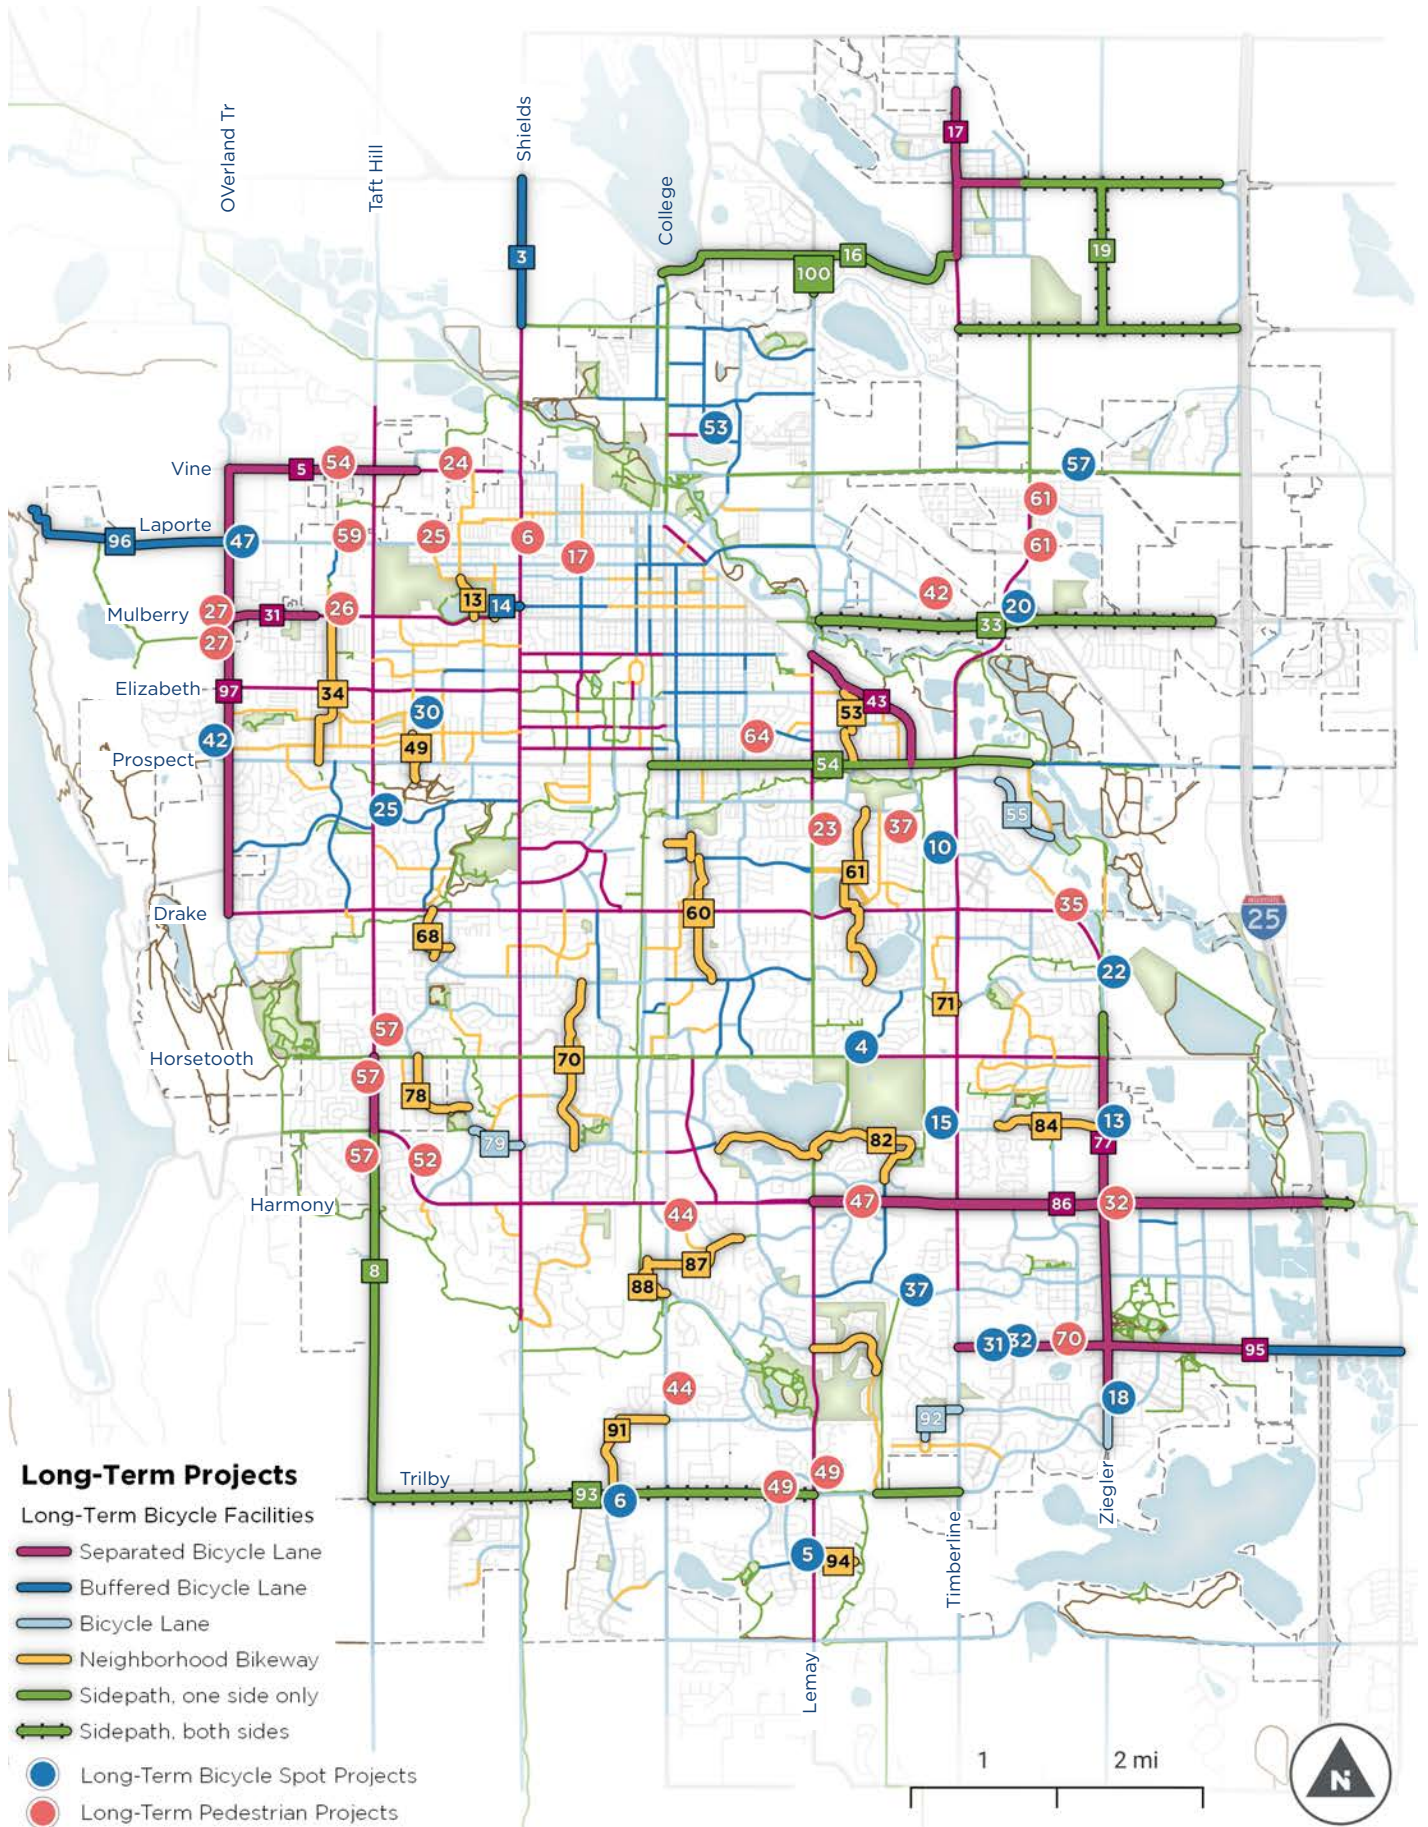 OVerland Tr
Taft Hill
Shields
College
17
3
16
100
19
53
Vine
5
54
24
57
61
Laporte
96
47
59
25
6
17
61
42
Mulberry
27
31
26
13
14
20
33
27
Elizabeth
97
34
30
43
53
42
49
64
Prospect
54
25
55
23
37
10
61
Drake
60
35
25
68
22
71
57
4
Horsetooth
70
57
78
15
84
13
79
82
77
57
52
Harmony
47
86
32
44
8
87
88
37
31
32
70
95
44
18
92
91
Long-Term Projects
Trilby
49
49
93
6
Ziegler
Long-Term Bicycle Facilities
Timberline
Separated Bicycle Lane
5
94
Buffered Bicycle Lane
Bicycle Lane
Neighborhood Bikeway
Lemay
Sidepath, one side only
Sidepath, both sides
1 2 mi
Long-Term Bicycle Spot Projects
N
Long-Term Pedestrian Projects